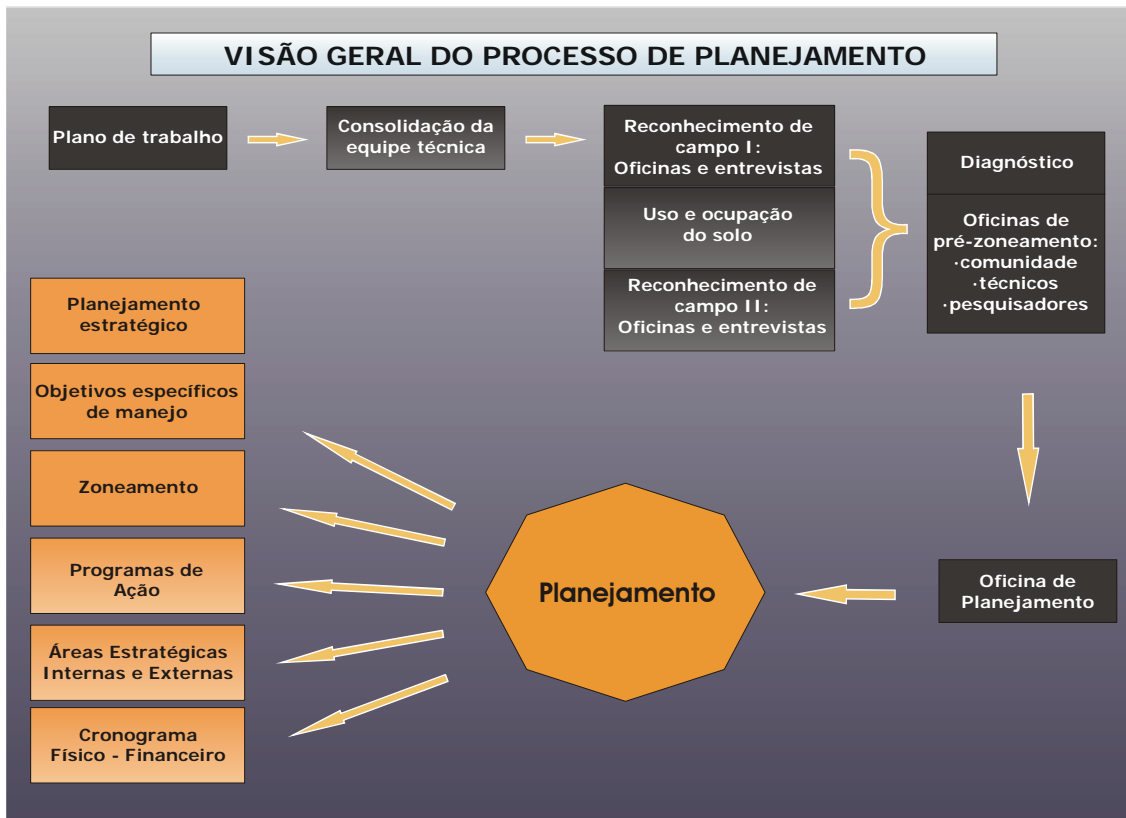 VISÃO GERAL DO PROCESSO DE PLANEJAMENTO
Plano de trabalho
Consolidação da
equipe técnica
Reconhecimento de
campo I:
Oficinas e entrevistas
Uso e ocupação
do solo
Reconhecimento de
campo II:
Oficinas e entrevistas
Diagnóstico
Oficinas de
pré-zoneamento:
·comunidade
·técnicos
·pesquisadores
Oficina de
Planejamento
Planejamento
Planejamento
estratégico
Objetivos específicos
de manejo
Zoneamento
Programas de
Ação
Áreas Estratégicas
Internas e Externas
Cronograma
Físico - Financeiro